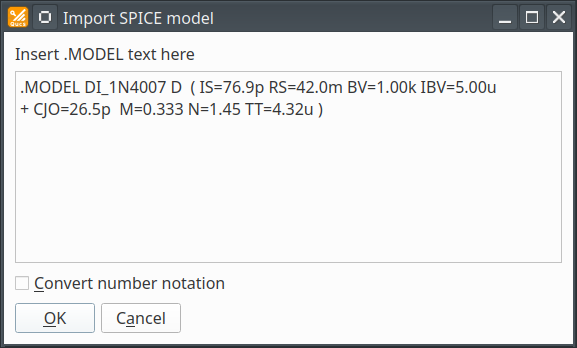 Qucs
Import SPICE model
Insert .MODEL text here
.MODEL DI_1N4007 D  ( IS=76.9p RS=42.0m BV=1.00k IBV=5.00u
+ CJO=26.5p  M=0.333 N=1.45 TT=4.32u )
Convert number notation
OK
Cancel